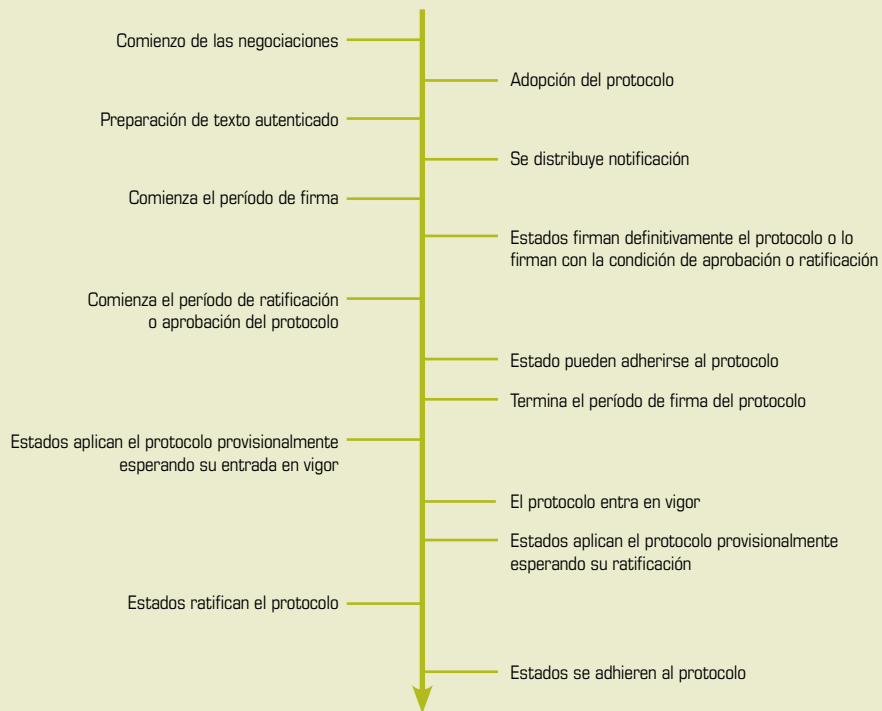 Comienzo de las negociaciones
Adopción del protocolo
Preparación de texto autenticado
Se distribuye notificación
Comienza el período de firma
Estados firman definitivamente el protocolo o lo
firman con la condición de aprobación o ratificación
Comienza el período de ratificación
o aprobación del protocolo
Estado pueden adherirse al protocolo
Termina el período de firma del protocolo
Estados aplican el protocolo provisionalmente
esperando su entrada en vigor
El protocolo entra en vigor
Estados aplican el protocolo provisionalmente
esperando su ratificación
Estados ratifican el protocolo
Estados se adhieren al protocolo